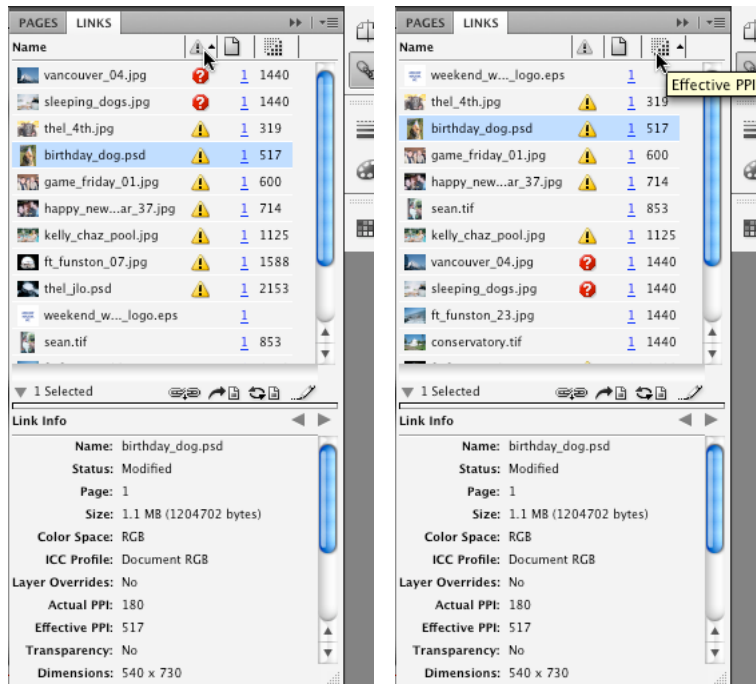 PAGES LINKS
Name
vancouver_04.jpg 1 1440
sleeping_dogs.jpg 1 1440
thel_4th.jpg 1 319
birthday_dog.psd 1 517
game_friday_01.jpg 1 600
happy_new...ar_37.jpg 1 714
kelly_chaz_pool.jpg 1 1125
ft_funston_07.jpg 1 1588
thel_jlo.psd 1 2153
weekend_w..._logo.eps 1
sean.tif 1 853
1 Selected
Link Info
Name: birthday_dog.psd
Status: Modified
Page: 1
Size: 1.1 MB (1204702 bytes)
Color Space: RGB
ICC Profile: Document RGB
Layer Overrides: No
Actual PPI: 180
Effective PPI: 517
Transparency: No
Dimensions: 540 x 730
PAGES LINKS
Name
Effective PPI
weekend_w..._logo.eps 1
thel_4th.jpg 1 319
birthday_dog.psd 1 517
game_friday_01.jpg 1 600
happy_new...ar_37.jpg 1 714
sean.tif 1 853
kelly_chaz_pool.jpg 1 1125
vancouver_04.jpg 1 1440
sleeping_dogs.jpg 1 1440
ft_funston_23.jpg 1 1440
conservatory.tif 1 1440
1 Selected
Link Info
Name: birthday_dog.psd
Status: Modified
Page: 1
Size: 1.1 MB (1204702 bytes)
Color Space: RGB
ICC Profile: Document RGB
Layer Overrides: No
Actual PPI: 180
Effective PPI: 517
Transparency: No
Dimensions: 540 x 730